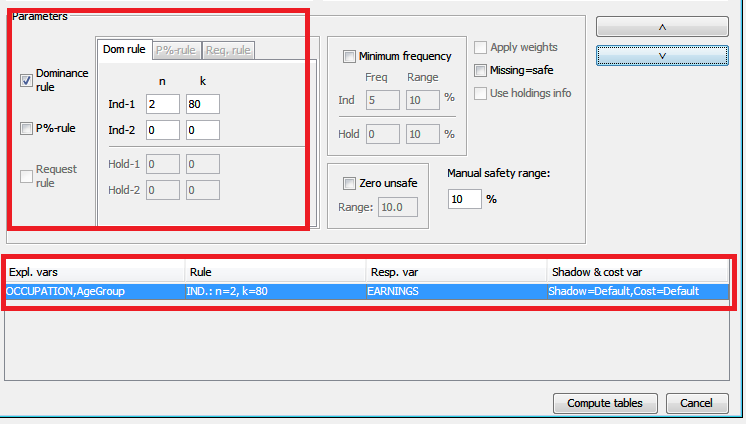 Parameters
Dom rule P%-rule Req. rule
Dominance rule
n k
Ind-1 2 80
Ind-2 0 0
P%-rule
Hold-1 0 0
Request rule
Hold-2 0 0
Minimum frequency
Freq Range
Ind 5 10 %
Hold 0 10 %
Zero unsafe
Range: 10.0
Apply weights
Missing=safe
Use holdings info
Manual safety range:
10 %
Expl. vars Rule Resp. var Shadow & cost var
OCCUPATION,AgeGroup IND.: n=2, k=80 EARNINGS Shadow=Default,Cost=Default
Compute tables Cancel